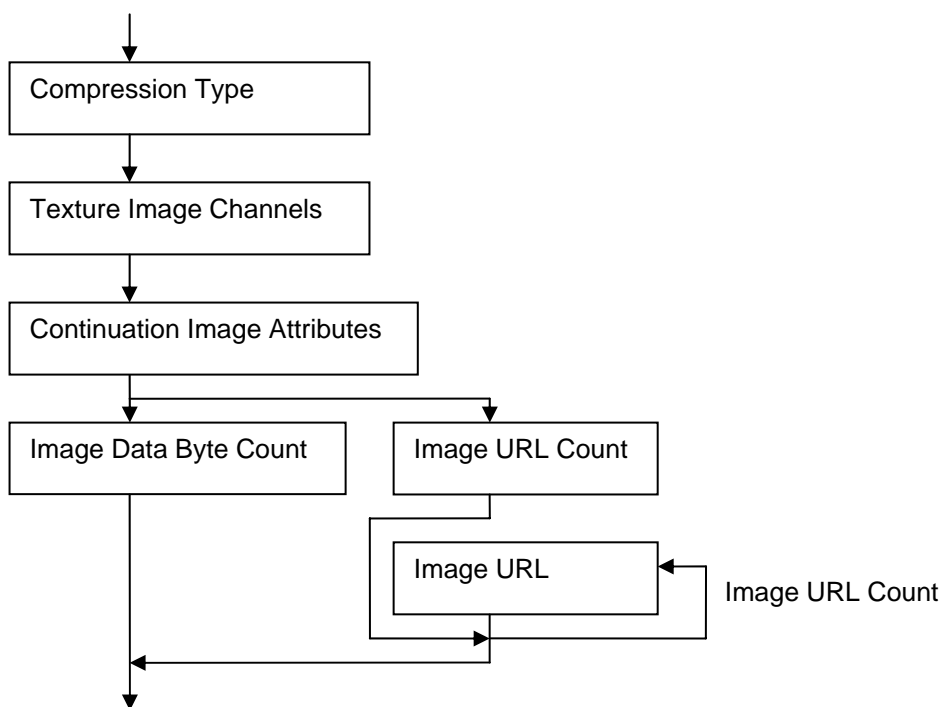 Compression Type
Texture Image Channels
Continuation Image Attributes
Image Data Byte Count
Image URL Count
Image URL
Image URL Count